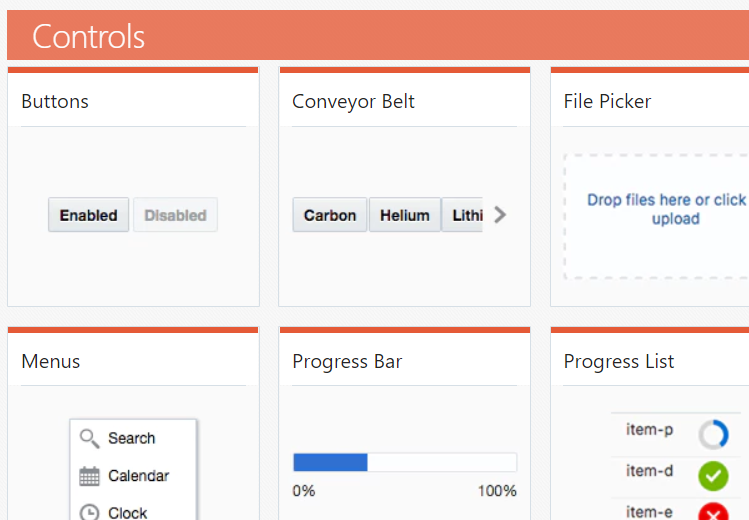 Controls
Buttons
Conveyor Belt
File Picker
Enabled Disabled
Carbon Helium Lithi
Drop files here or click
upload
Menus
Progress Bar
Progress List
Search
Calendar
Clock
0% 100%
item-p
item-d
item-e